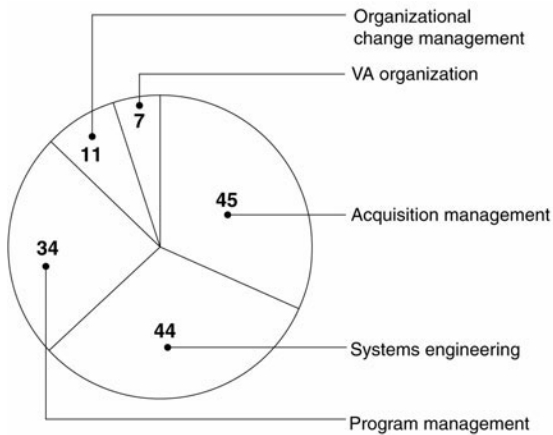 Organizational
change management
VA organization
7
11
45
Acquisition management
34
44
Systems engineering
Program management